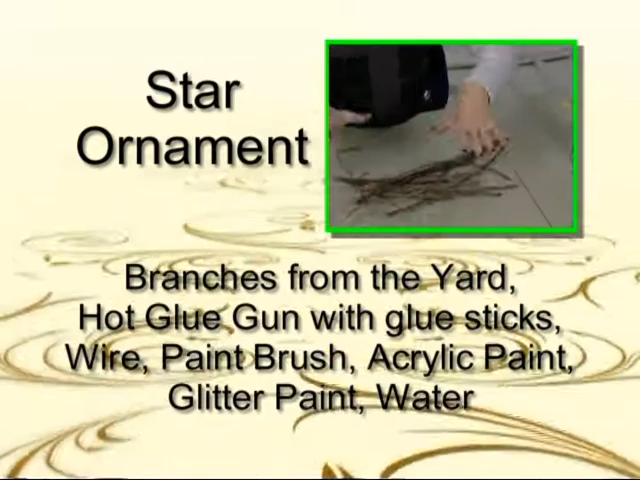 Star
Ornament
Branches from the Yard,
Hot Glue Gun with glue sticks,
Wire, Paint Brush, Acrylic Paint,
Glitter Paint, Water